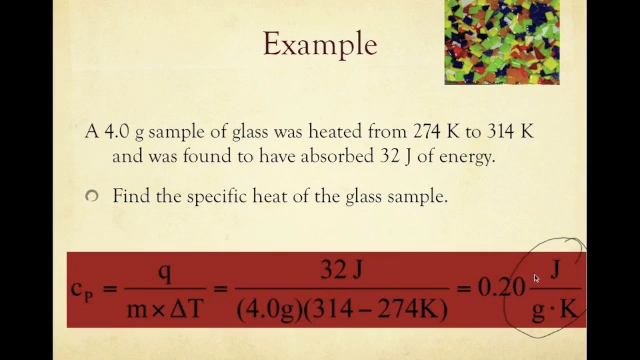 Example
A 4.0 g sample of glass was heated from 274 K to 314 K
and was found to have absorbed 32 J of energy.
Find the specific heat of the glass sample.
c_P = q / (m × ΔT) = 32 J / ((4.0g)(314 – 274K)) = 0.20 J / (g · K)